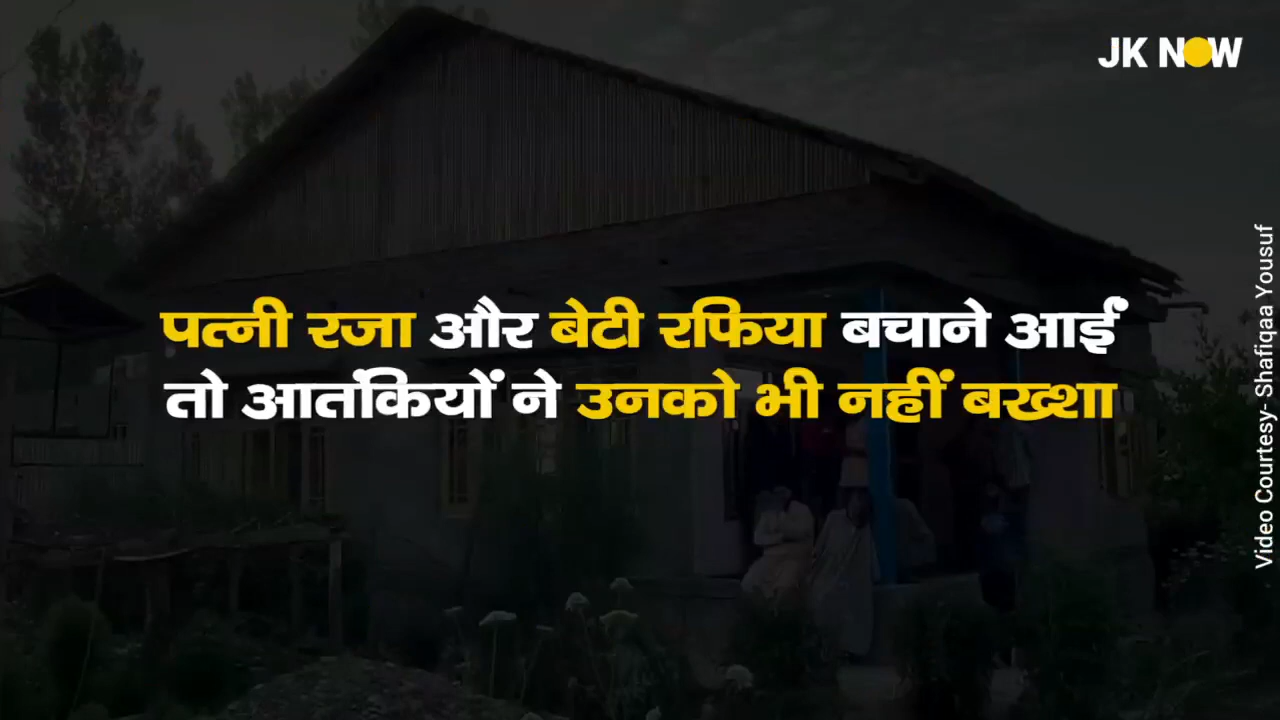 JK NOW
पत्नी रजा और बेटी रफिया बचाने आईं
तो आतंकियों ने उनको भी नहीं बख्शा
Video Courtesy- Shafiqaa Yousuf